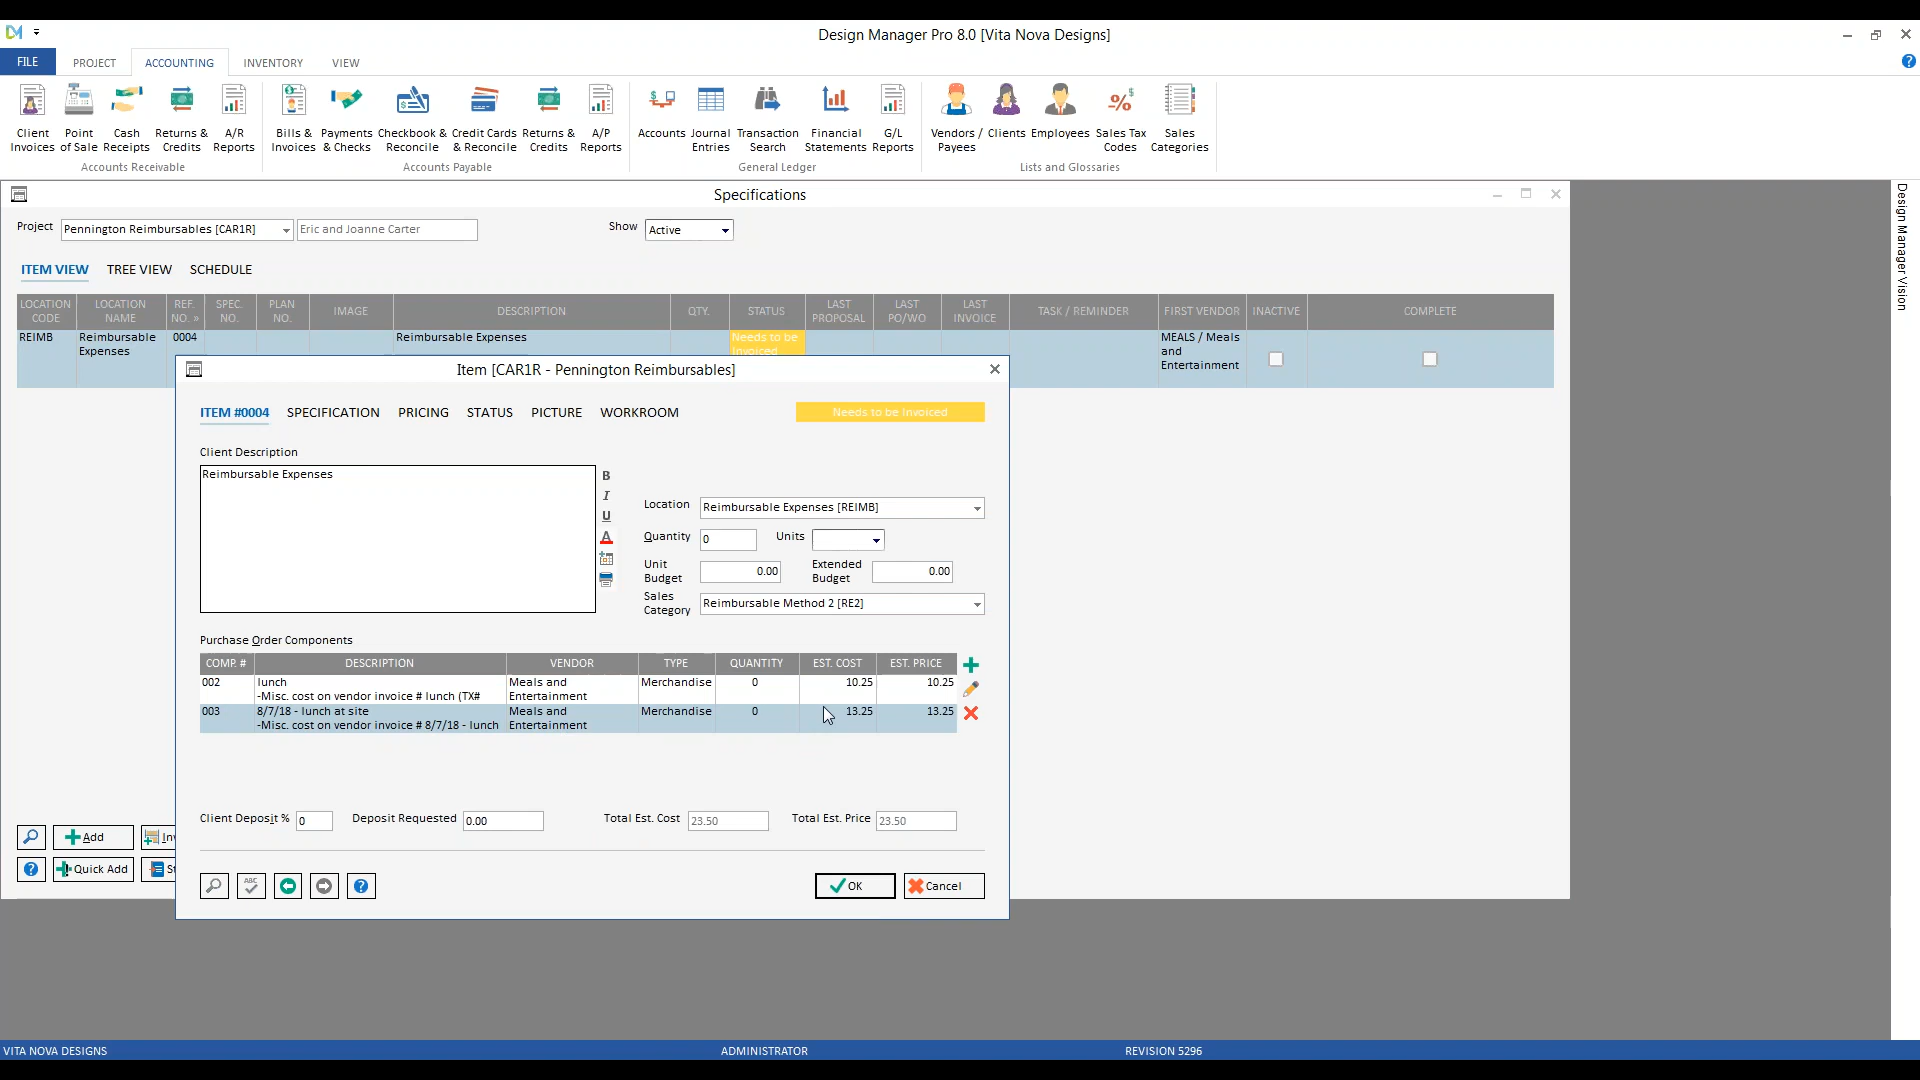 Design Manager Pro 8.0 [Vita Nova Designs]
FILE PROJECT ACCOUNTING INVENTORY VIEW
Client Invoices
Point of Sale
Cash Receipts
Returns & Credits
A/R Reports
Bills & Invoices
Payments & Checks
Checkbook & Reconcile
Credit Cards & Reconcile
Returns & Credits
A/P Reports
Accounts
Journal Entries
Transaction Search
Financial Statements
G/L Reports
Vendors / Payees
Clients
Employees
Sales Tax Codes
Sales Categories
Accounts Receivable
Accounts Payable
General Ledger
Lists and Glossaries
Design Manager Vision
Specifications
Project Pennington Reimbursables [CAR1R] Eric and Joanne Carter Show Active
ITEM VIEW TREE VIEW SCHEDULE
LOCATION CODE
LOCATION NAME
REF. NO. »
SPEC. NO.
PLAN NO.
IMAGE
DESCRIPTION
QTY.
STATUS
LAST PROPOSAL
LAST PO/WO
LAST INVOICE
TASK / REMINDER
FIRST VENDOR
INACTIVE
COMPLETE
REIMB
Reimbursable Expenses
0004
Reimbursable Expenses
Needs to be Invoiced
MEALS / Meals and Entertainment
Item [CAR1R - Pennington Reimbursables]
ITEM #0004 SPECIFICATION PRICING STATUS PICTURE WORKROOM
Needs to be Invoiced
Client Description
Reimbursable Expenses
B
I
U
A
Location Reimbursable Expenses [REIMB]
Quantity 0 Units
Unit Budget 0.00 Extended Budget 0.00
Sales Category Reimbursable Method 2 [RE2]
Purchase Order Components
COMP. # DESCRIPTION VENDOR TYPE QUANTITY EST. COST EST. PRICE
002 lunch Meals and Merchandise 0 10.25 10.25
-Misc. cost on vendor invoice # lunch (TX# Entertainment
003 8/7/18 - lunch at site Meals and Merchandise 0 13.25 13.25
-Misc. cost on vendor invoice # 8/7/18 - lunch Entertainment
Client Deposit % 0 Deposit Requested 0.00 Total Est. Cost 23.50 Total Est. Price 23.50
ABC
OK Cancel
Add Inv
Quick Add St
VITA NOVA DESIGNS ADMINISTRATOR REVISION 5296